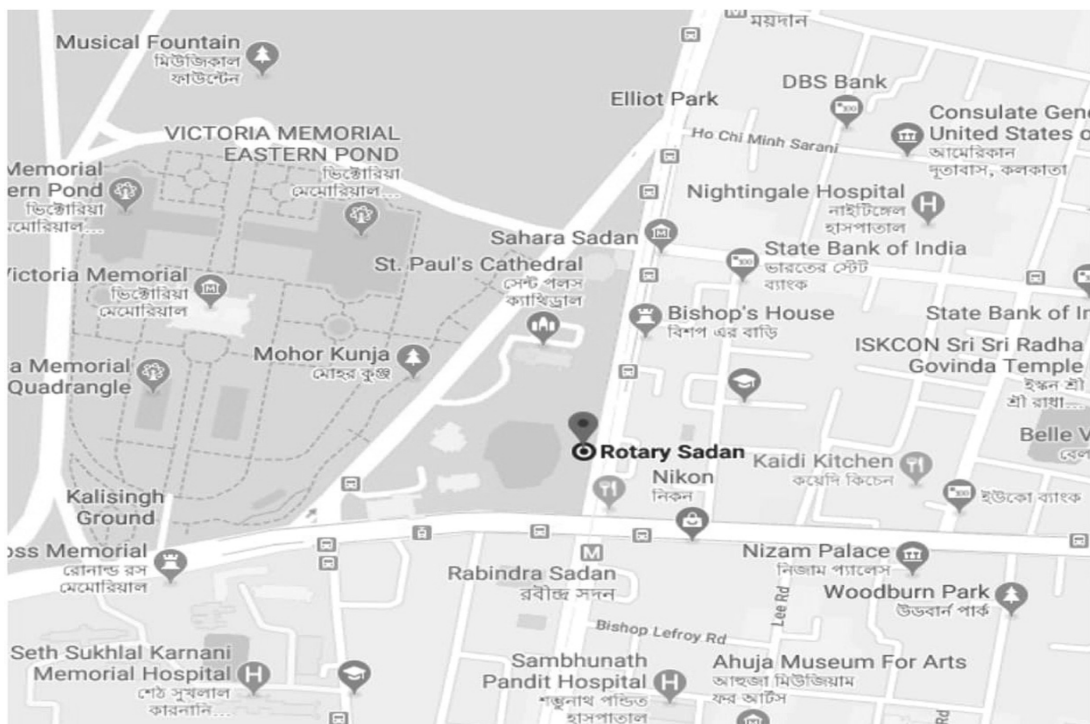 ময়দান
Musical Fountain
মিউজিকাল
ফাউন্টেন
DBS Bank
Elliot Park
Consulate Gen
United States o
আমেরিকান
দূতাবাস, কলকাতা
Ho Chi Minh Sarani
VICTORIA MEMORIAL
EASTERN POND
ভিক্টোরিয়া
মেমোরিয়াল...
Memorial
ern Pond
ভিক্টোরিয়া
মেমোরিয়াল...
Nightingale Hospital
নাইটিঙ্গেল
হাসপাতাল
Sahara Sadan
State Bank of India
ভারতের স্টেট
ব্যাংক
St. Paul's Cathedral
সেন্ট পলস
ক্যাথিড্রাল
Victoria Memorial
ভিক্টোরিয়া
মেমোরিয়াল
Bishop's House
বিশপ এর বাড়ি
State Bank of In
Mohor Kunja
মোহর কুঞ্জ
ISKCON Sri Sri Radha
Govinda Temple
ইস্কন শ্রী
শ্রী রাধা...
a Memorial
Quadrangle
Belle V
বেল
Rotary Sadan
Kaidi Kitchen
কয়েদি কিচেন
Nikon
নিকন
ইউকো ব্যাংক
Kalisingh
Ground
oss Memorial
রোনাল্ড রস
মেমোরিয়াল
M
Rabindra Sadan
রবীন্দ্র সদন
Nizam Palace
নিজাম প্যালেস
Woodburn Park
উডবার্ন পার্ক
Lee Rd
Bishop Lefroy Rd
Seth Sukhlal Karnani
Memorial Hospital
শেঠ সুখলাল
কারনানি...
Sambhunath
Pandit Hospital
শম্ভুনাথ পন্ডিত
হাসপাতাল
Ahuja Museum For Arts
আহুজা মিউজিয়াম
ফর আর্টস
Rd